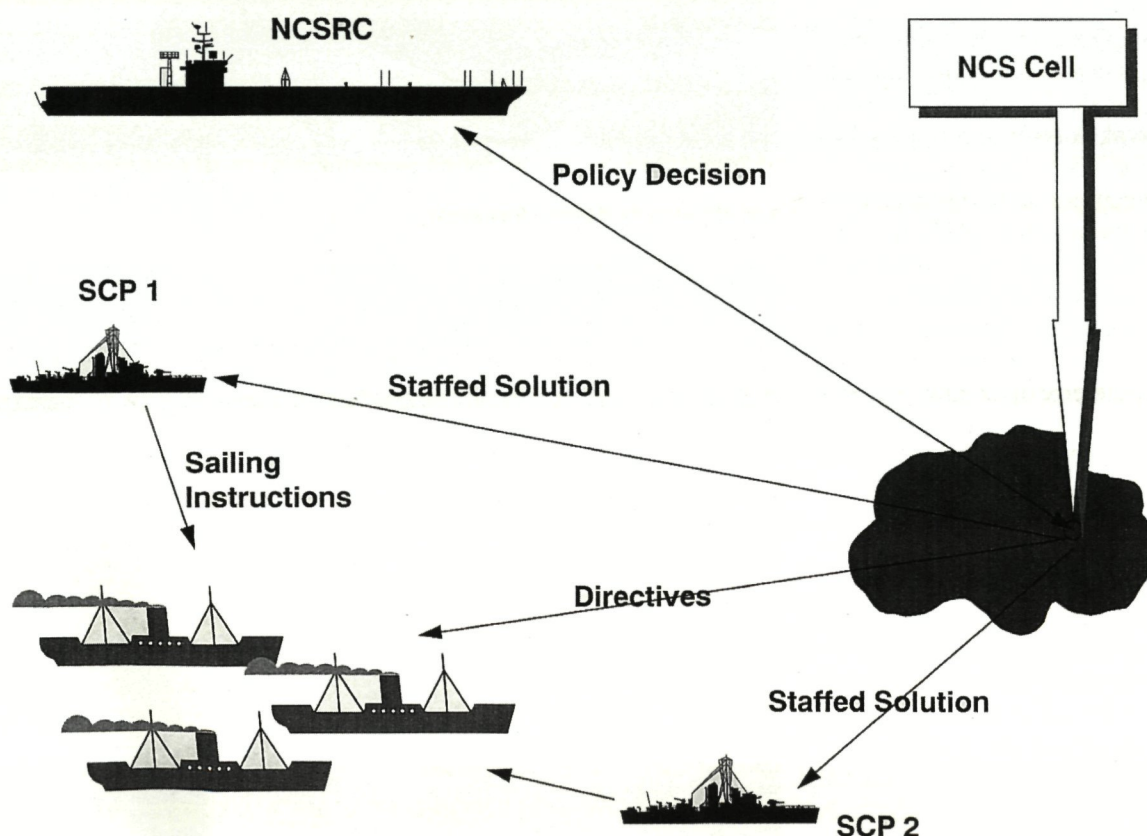 NCSRC
NCS Cell
Policy Decision
SCP 1
Staffed Solution
Sailing
Instructions
Directives
Staffed Solution
SCP 2